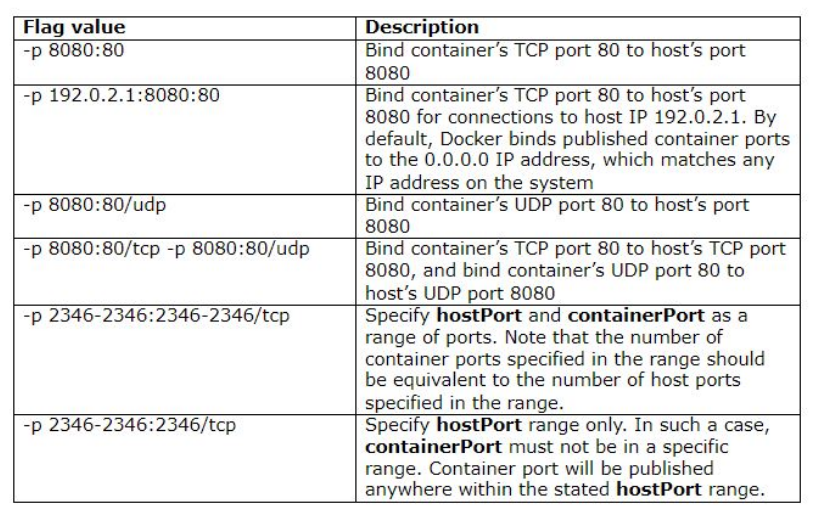 Flag value
Description
-p 8080:80
Bind container’s TCP port 80 to host’s port
8080
-p 192.0.2.1:8080:80
Bind container’s TCP port 80 to host’s port
8080 for connections to host IP 192.0.2.1. By
default, Docker binds published container ports
to the 0.0.0.0 IP address, which matches any
IP address on the system
-p 8080:80/udp
Bind container’s UDP port 80 to host’s port
8080
-p 8080:80/tcp -p 8080:80/udp
Bind container’s TCP port 80 to host’s TCP port
8080, and bind container’s UDP port 80 to
host’s UDP port 8080
-p 2346-2346:2346-2346/tcp
Specify hostPort and containerPort as a
range of ports. Note that the number of
container ports specified in the range should
be equivalent to the number of host ports
specified in the range.
-p 2346-2346:2346/tcp
Specify hostPort range only. In such a case,
containerPort must not be in a specific
range. Container port will be published
anywhere within the stated hostPort range.